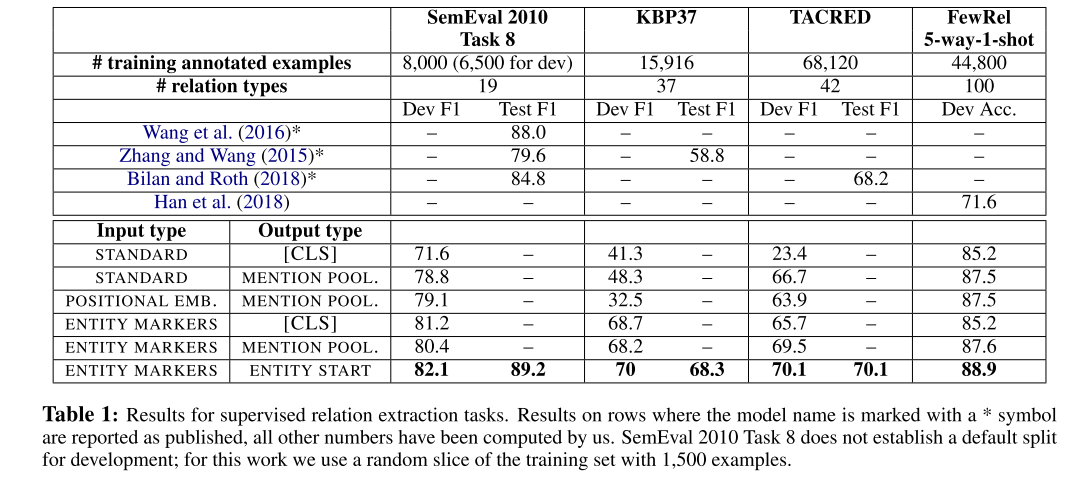 SemEval 2010 KBP37 TACRED FewRel
Task 8 5-way-1-shot
# training annotated examples 8,000 (6,500 for dev) 15,916 68,120 44,800
# relation types 19 37 42 100
Dev F1 Test F1 Dev F1 Test F1 Dev F1 Test F1 Dev Acc.
Wang et al. (2016)* – 88.0 – – – – –
Zhang and Wang (2015)* – 79.6 – 58.8 – – –
Bilan and Roth (2018)* – 84.8 – – – 68.2 –
Han et al. (2018) – – – – – – 71.6
Input type Output type
STANDARD [CLS] 71.6 – 41.3 – 23.4 – 85.2
STANDARD MENTION POOL. 78.8 – 48.3 – 66.7 – 87.5
POSITIONAL EMB. MENTION POOL. 79.1 – 32.5 – 63.9 – 87.5
ENTITY MARKERS [CLS] 81.2 – 68.7 – 65.7 – 85.2
ENTITY MARKERS MENTION POOL. 80.4 – 68.2 – 69.5 – 87.6
ENTITY MARKERS ENTITY START 82.1 89.2 70 68.3 70.1 70.1 88.9
Table 1: Results for supervised relation extraction tasks. Results on rows where the model name is marked with a * symbol
are reported as published, all other numbers have been computed by us. SemEval 2010 Task 8 does not establish a default split
for development; for this work we use a random slice of the training set with 1,500 examples.